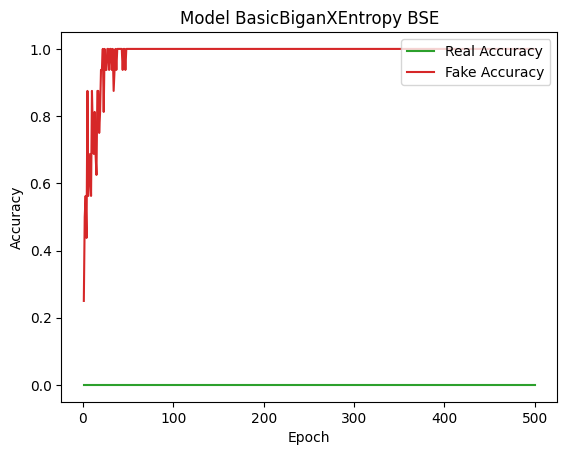 Model BasicBiganXEntropy BSE
Real Accuracy
Fake Accuracy
Accuracy
1.0
0.8
0.6
0.4
0.2
0.0
0 100 200 300 400 500
Epoch